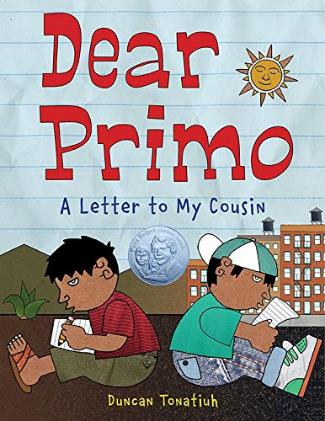 Dear
Primo
A Letter to My Cousin
Duncan Tonatiuh